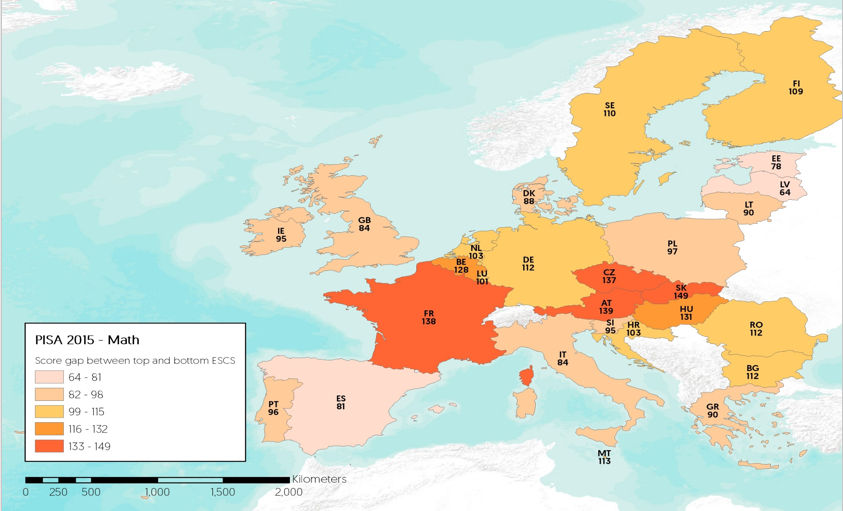 FI
109
SE
110
EE
78
LV
64
LT
90
DK
88
GB
84
IE
95
PL
97
NL
103
BE
128
DE
112
LU
101
CZ
137
SK
149
AT
139
HU
131
FR
138
SI
95
HR
103
RO
112
IT
84
BG
112
PT
96
ES
81
GR
90
MT
113
PISA 2015 - Math
Score gap between top and bottom ESCS
64 - 81
82 - 98
99 - 115
116 - 132
133 - 149
Kilometers
0 250 500 1,000 1,500 2,000